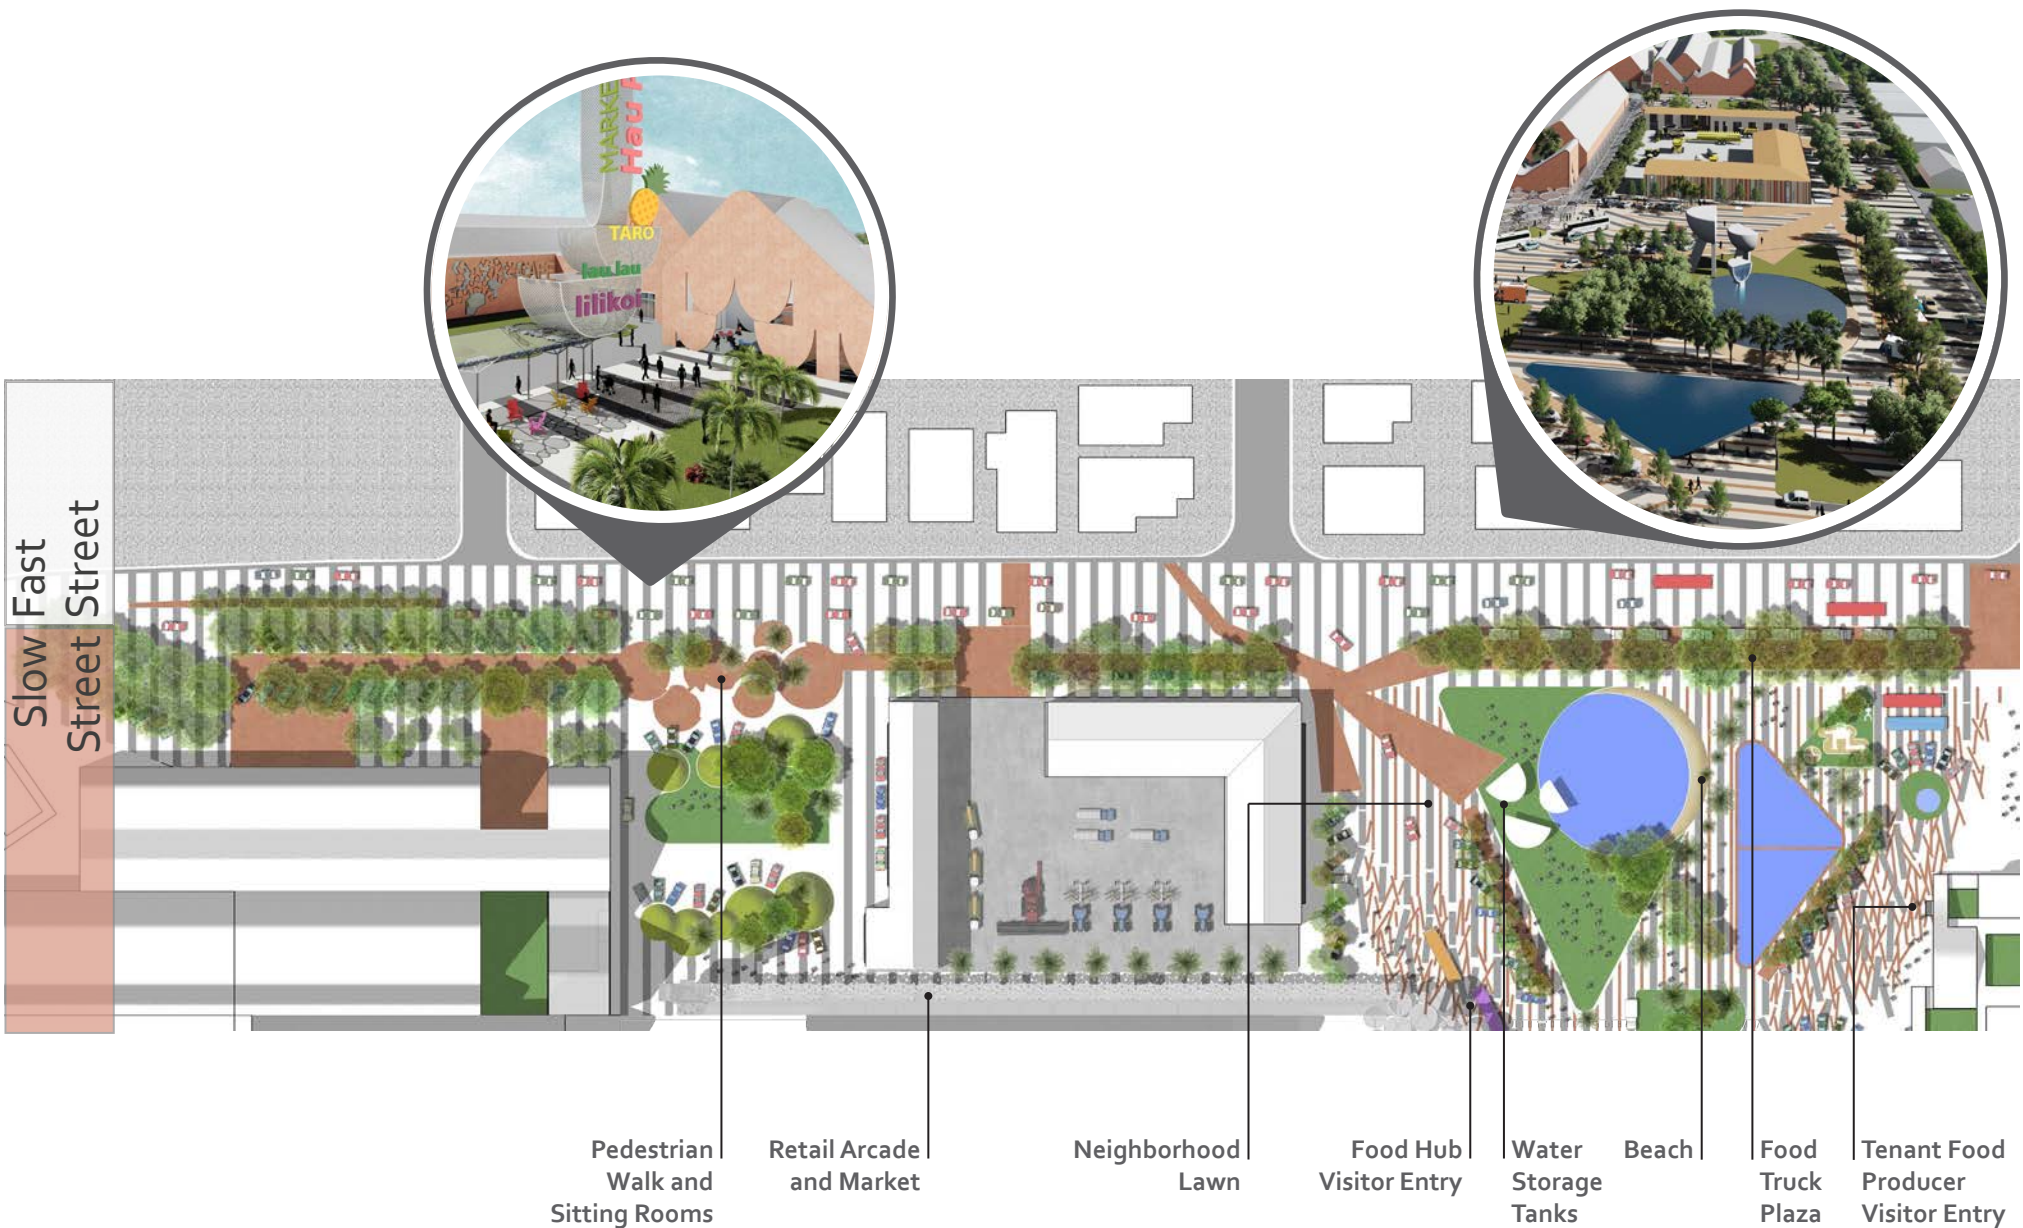 MARKE
Hau
TARO
lau lau
lilikoi
Slow Fast
Street Street
Pedestrian
Walk and
Sitting Rooms
Retail Arcade
and Market
Neighborhood
Lawn
Food Hub
Visitor Entry
Water
Storage
Tanks
Beach
Food
Truck
Plaza
Tenant Food
Producer
Visitor Entry